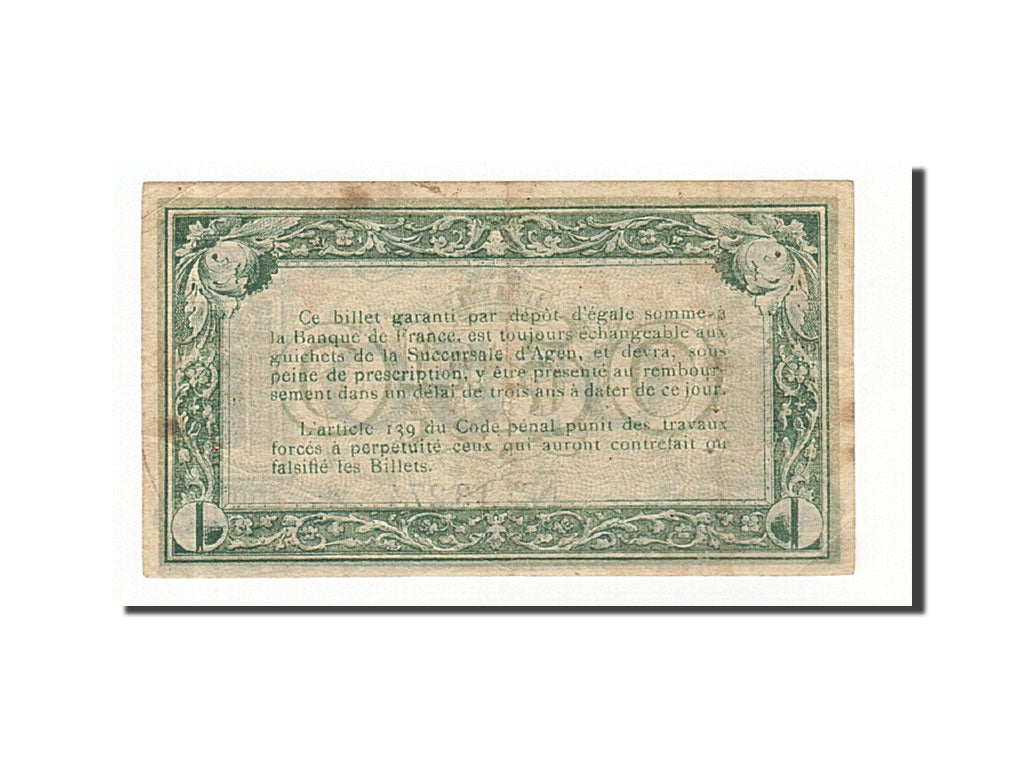 Ce billet garanti par dépôt d'égale somme à
la Banque de France, est toujours échangeable aux
guichets de la Succursale d'Agen, et devra, sous
peine de prescription, y être présenté au rembour-
sement dans un délai de trois ans à dater de ce jour.
L'article 139 du Code pénal punit des travaux
forcés à perpétuité ceux qui auront contrefait ou
falsifié les Billets.